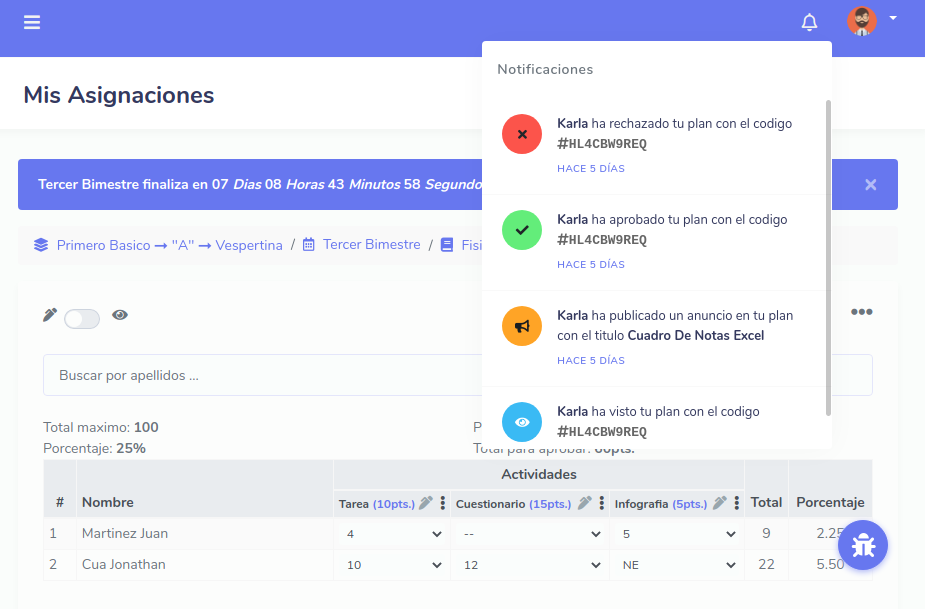 Mis Asignaciones
Notificaciones
Karla ha rechazado tu plan con el codigo
#HL4CBW9REQ
HACE 5 DÍAS
Karla ha aprobado tu plan con el codigo
#HL4CBW9REQ
HACE 5 DÍAS
Karla ha publicado un anuncio en tu plan
con el titulo Cuadro De Notas Excel
HACE 5 DÍAS
Karla ha visto tu plan con el codigo
#HL4CBW9REQ
Tercer Bimestre finaliza en 07 Dias 08 Horas 43 Minutos 58 Segundo
Primero Basico → "A" → Vespertina / Tercer Bimestre / Fisi
Buscar por apellidos ...
Total maximo: 100
Porcentaje: 25%
Total para aprobar: 60pts.
Actividades
# Nombre Tarea (10pts.) Cuestionario (15pts.) Infografia (5pts.) Total Porcentaje
1 Martinez Juan 4 -- 5 9 2.25
2 Cua Jonathan 10 12 NE 22 5.50